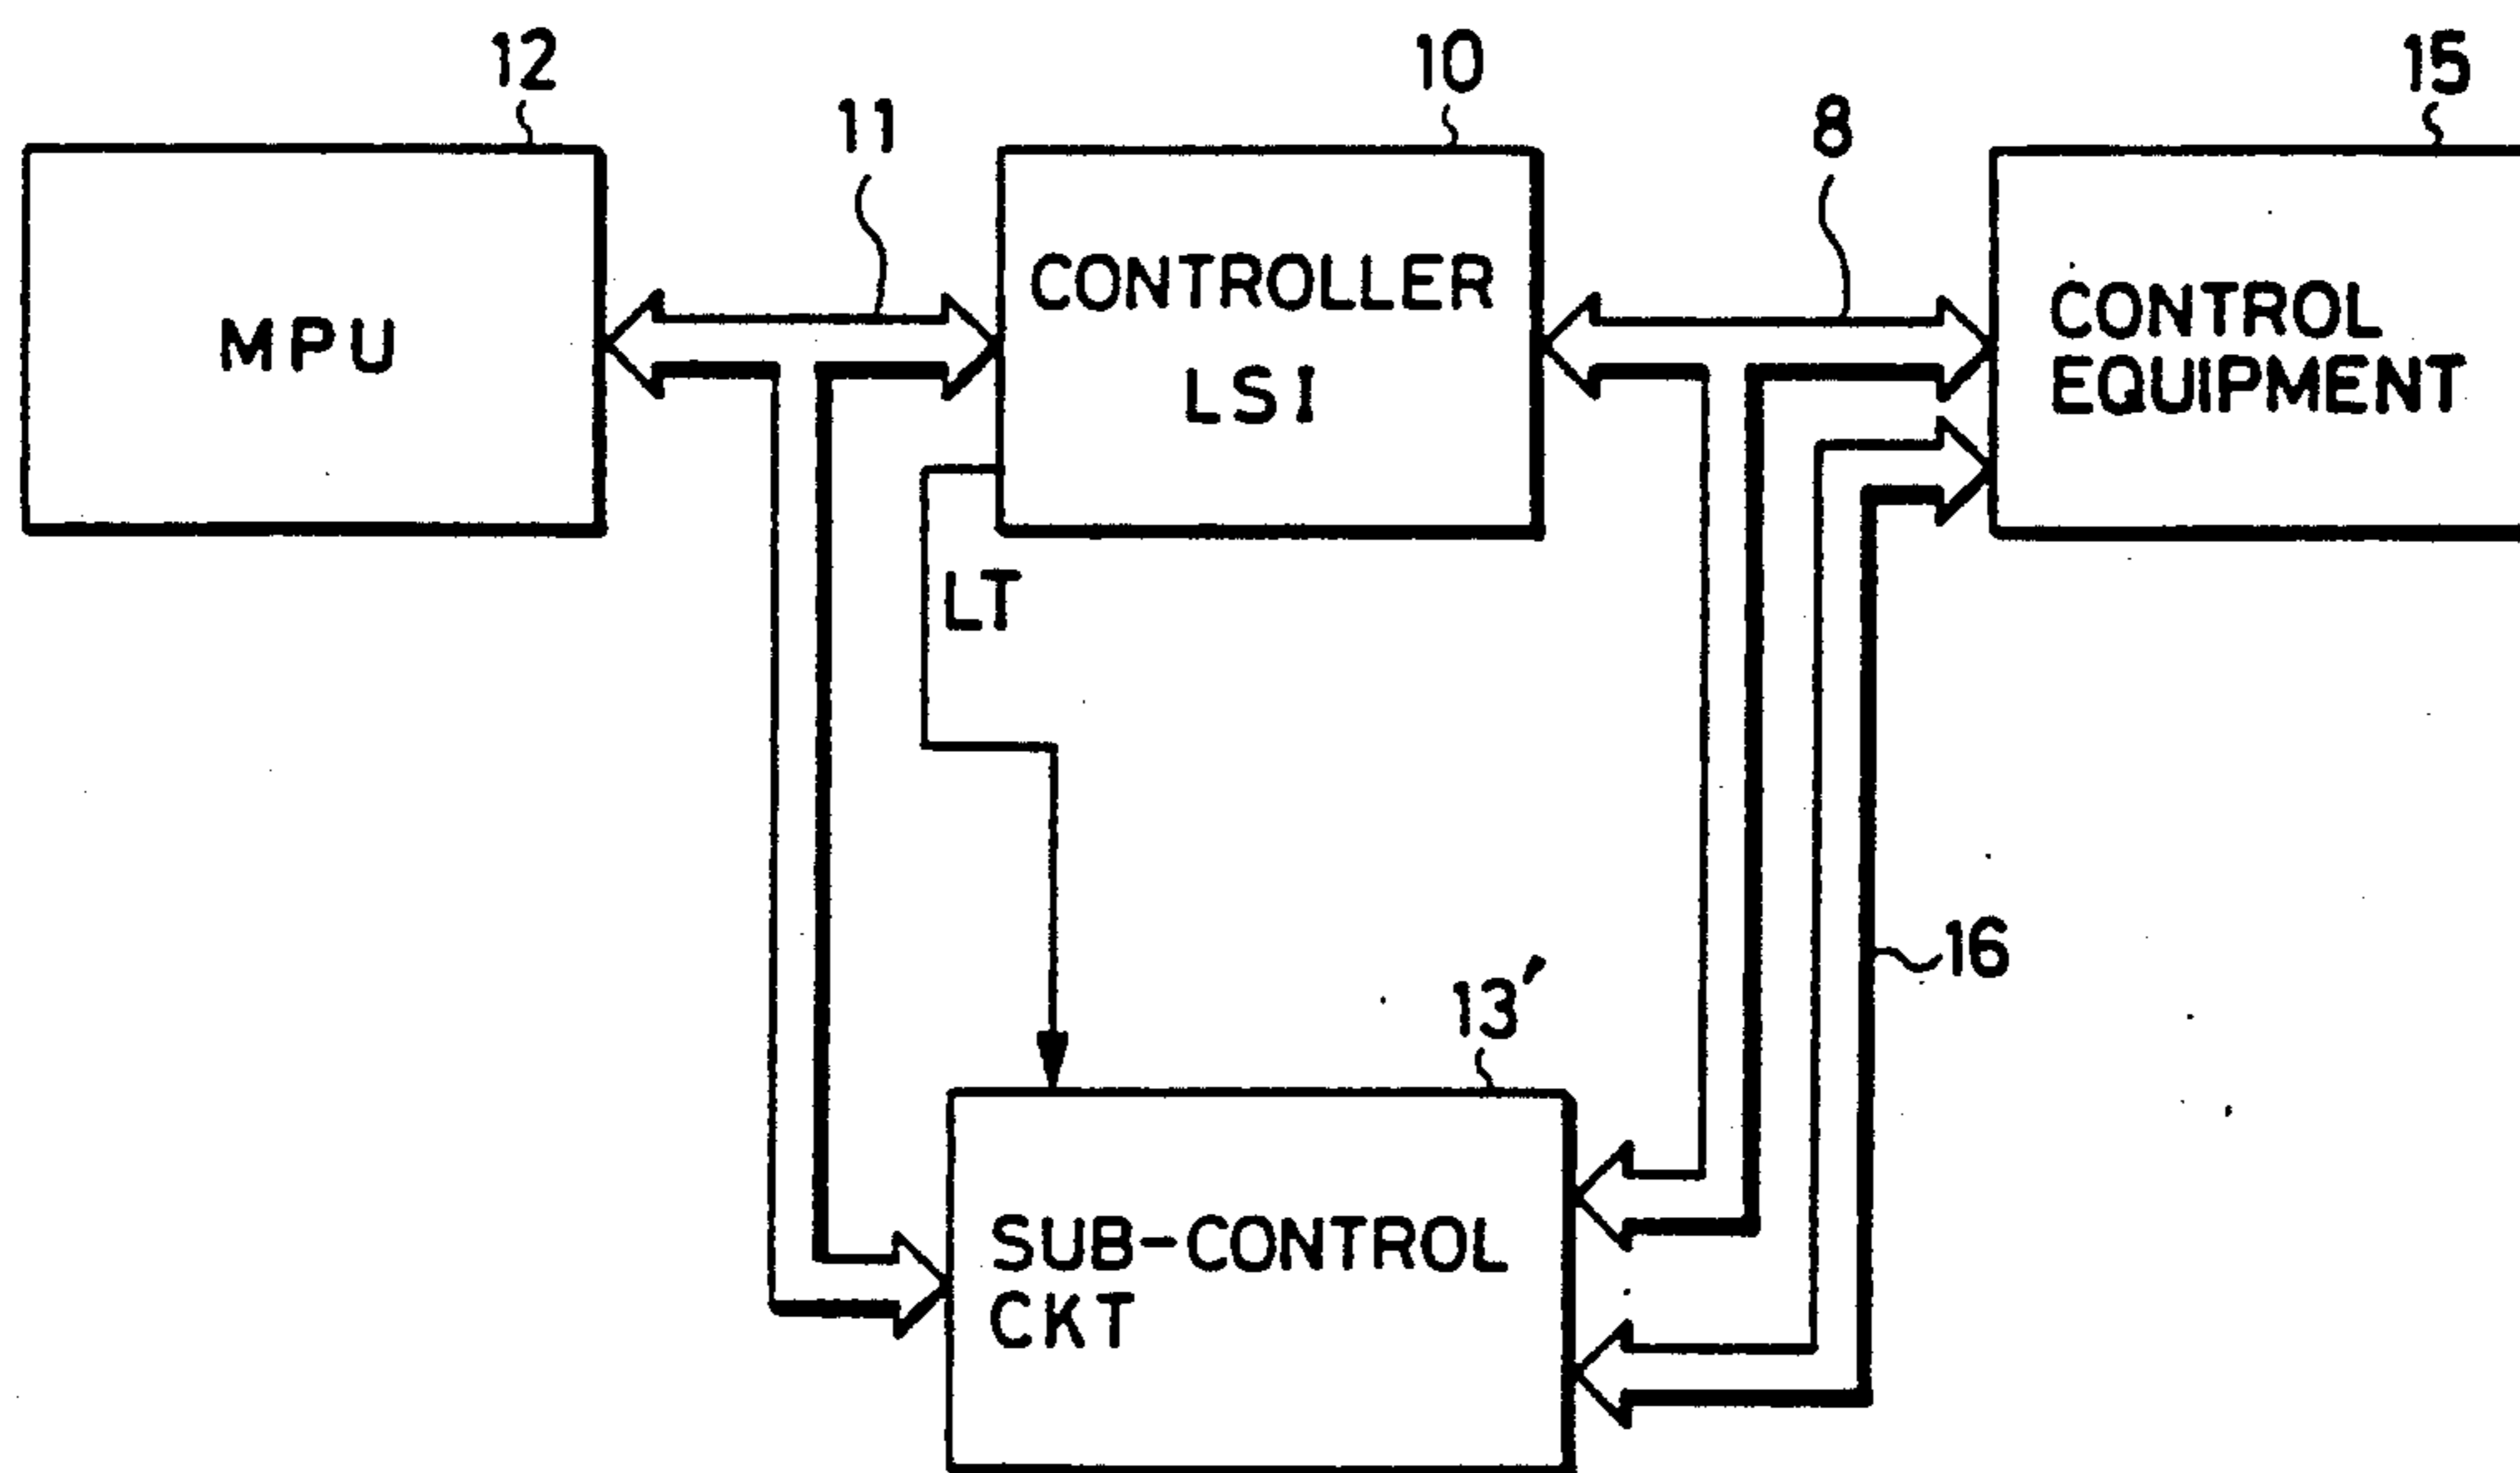 12
11
10
8
15
MPU
CONTROLLER
LSI
CONTROL
EQUIPMENT
LT
16
13'
SUB-CONTROL
CKT